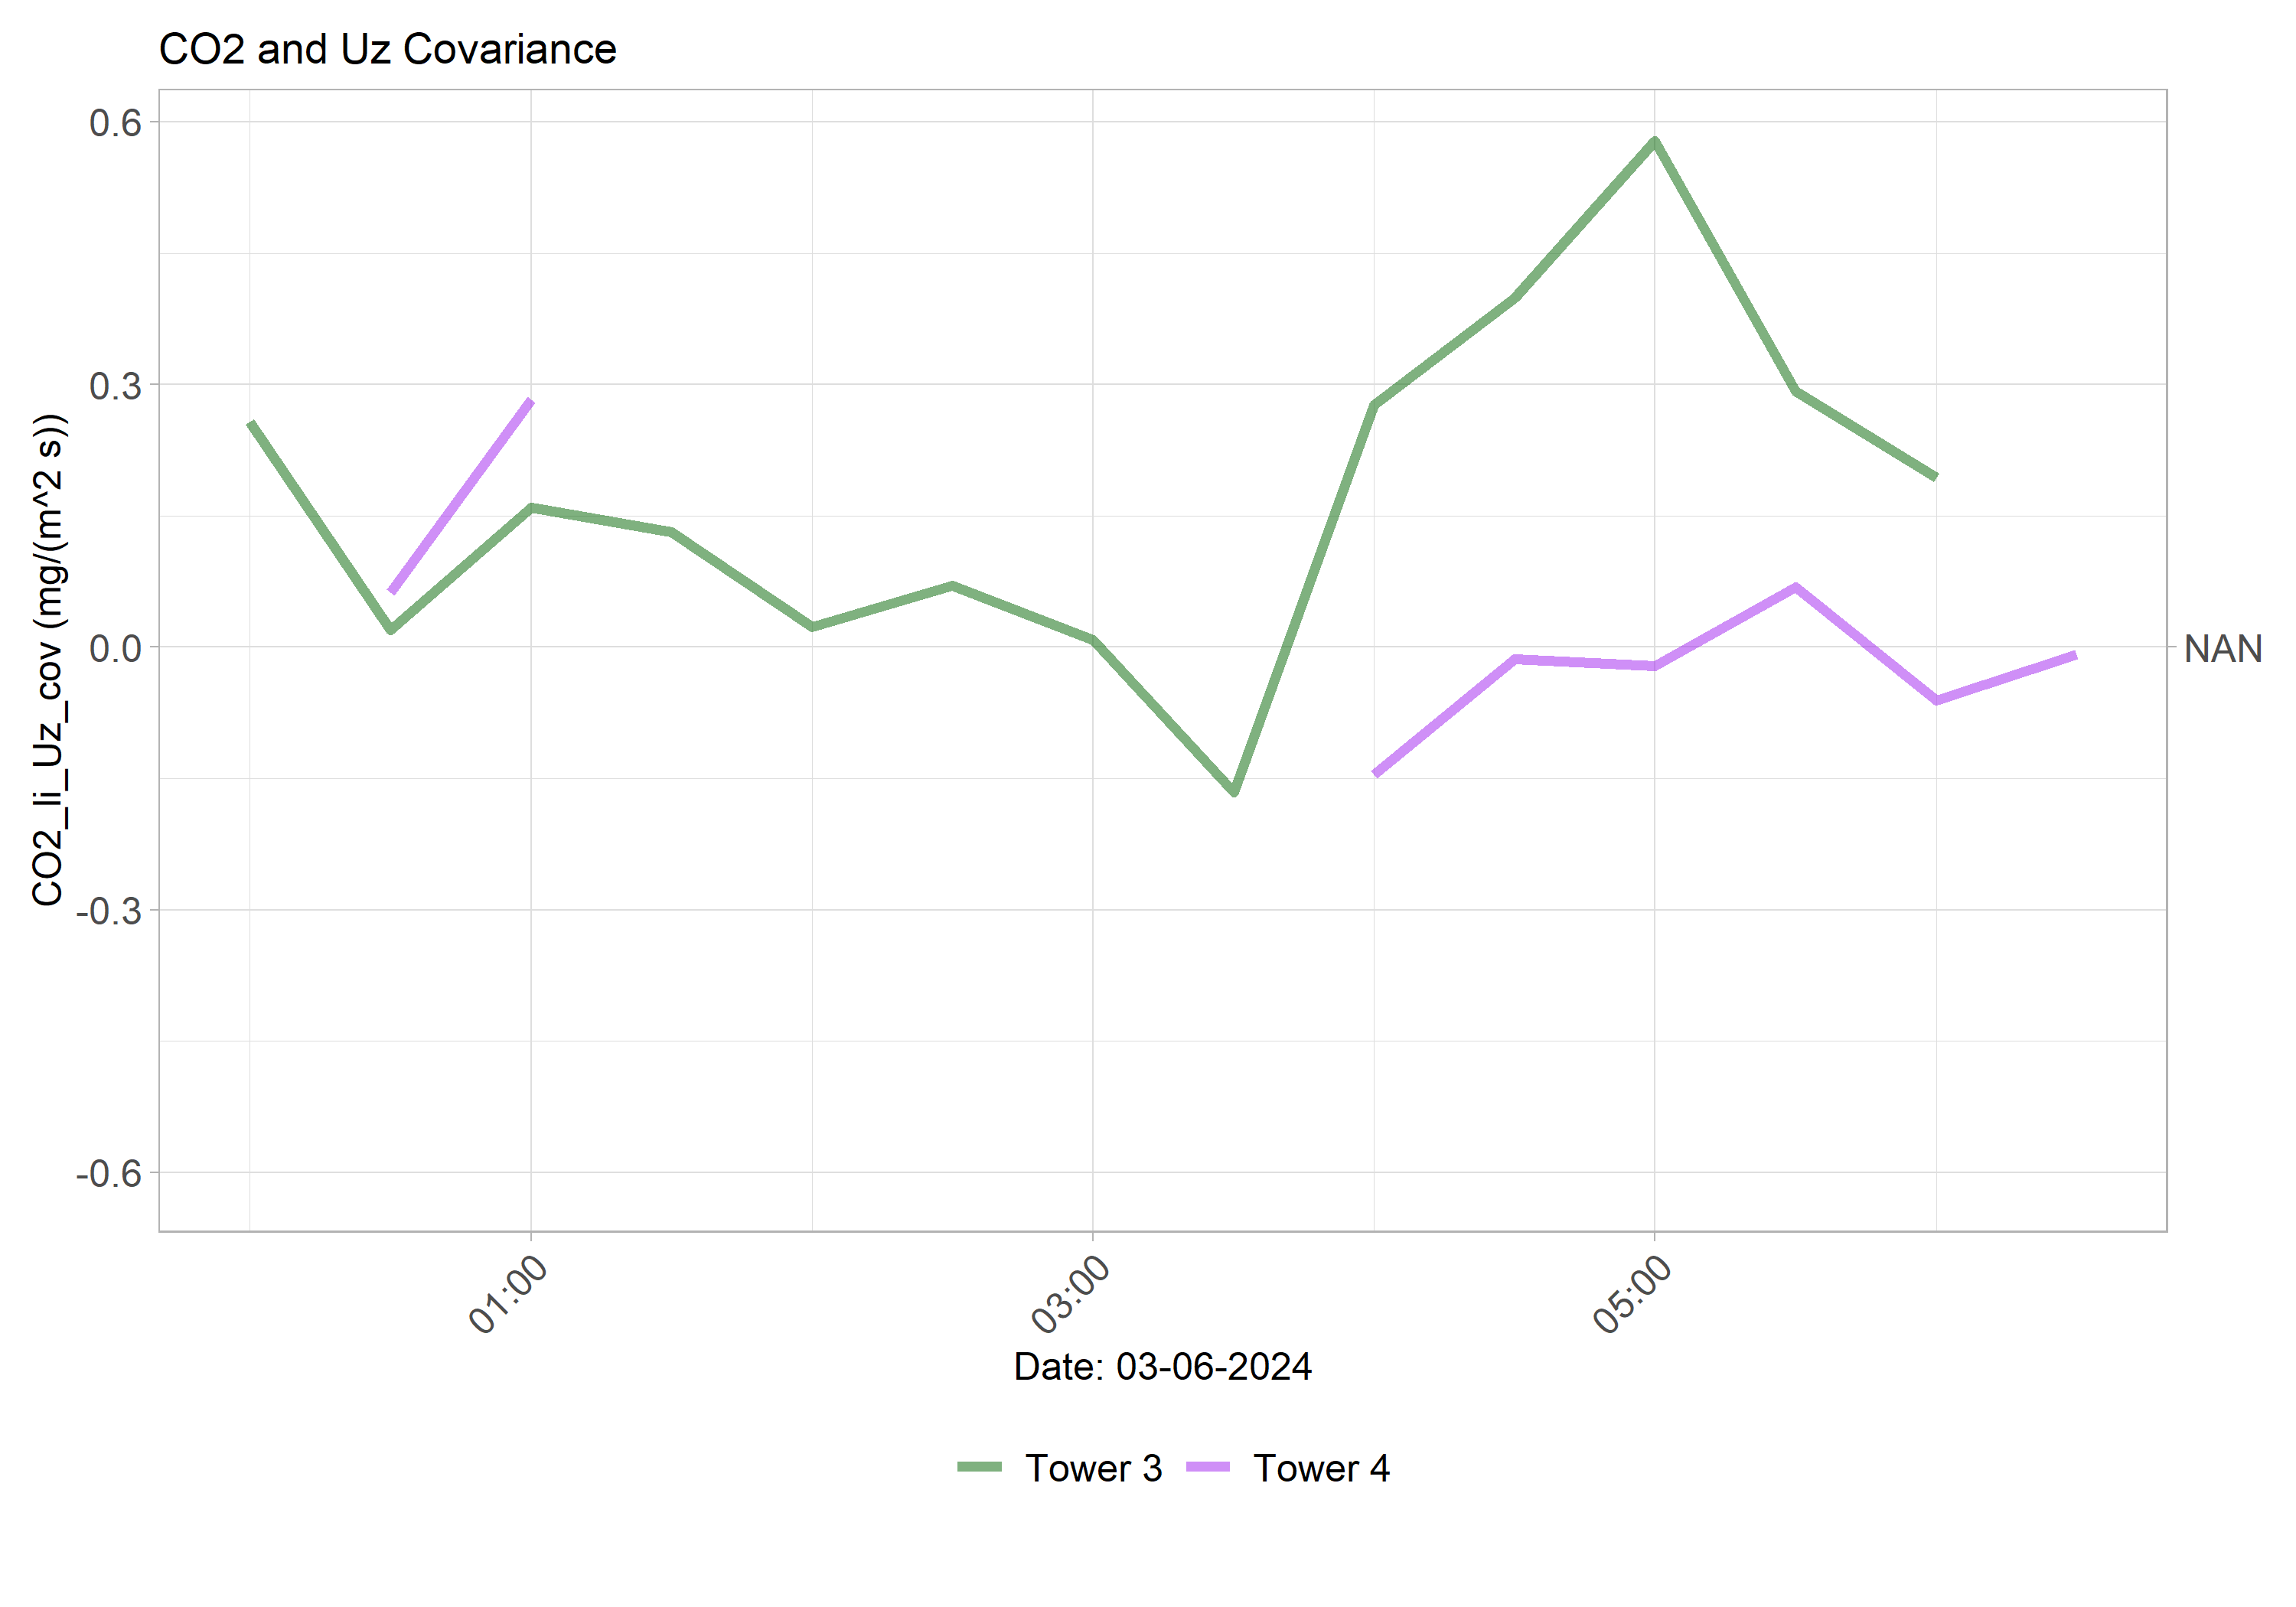 CO2 and Uz Covariance
CO2_li_Uz_cov (mg/(m^2 s))
0.6
0.3
0.0
-0.3
-0.6
NAN
01:00
03:00
05:00
Date: 03-06-2024
Tower 3
Tower 4